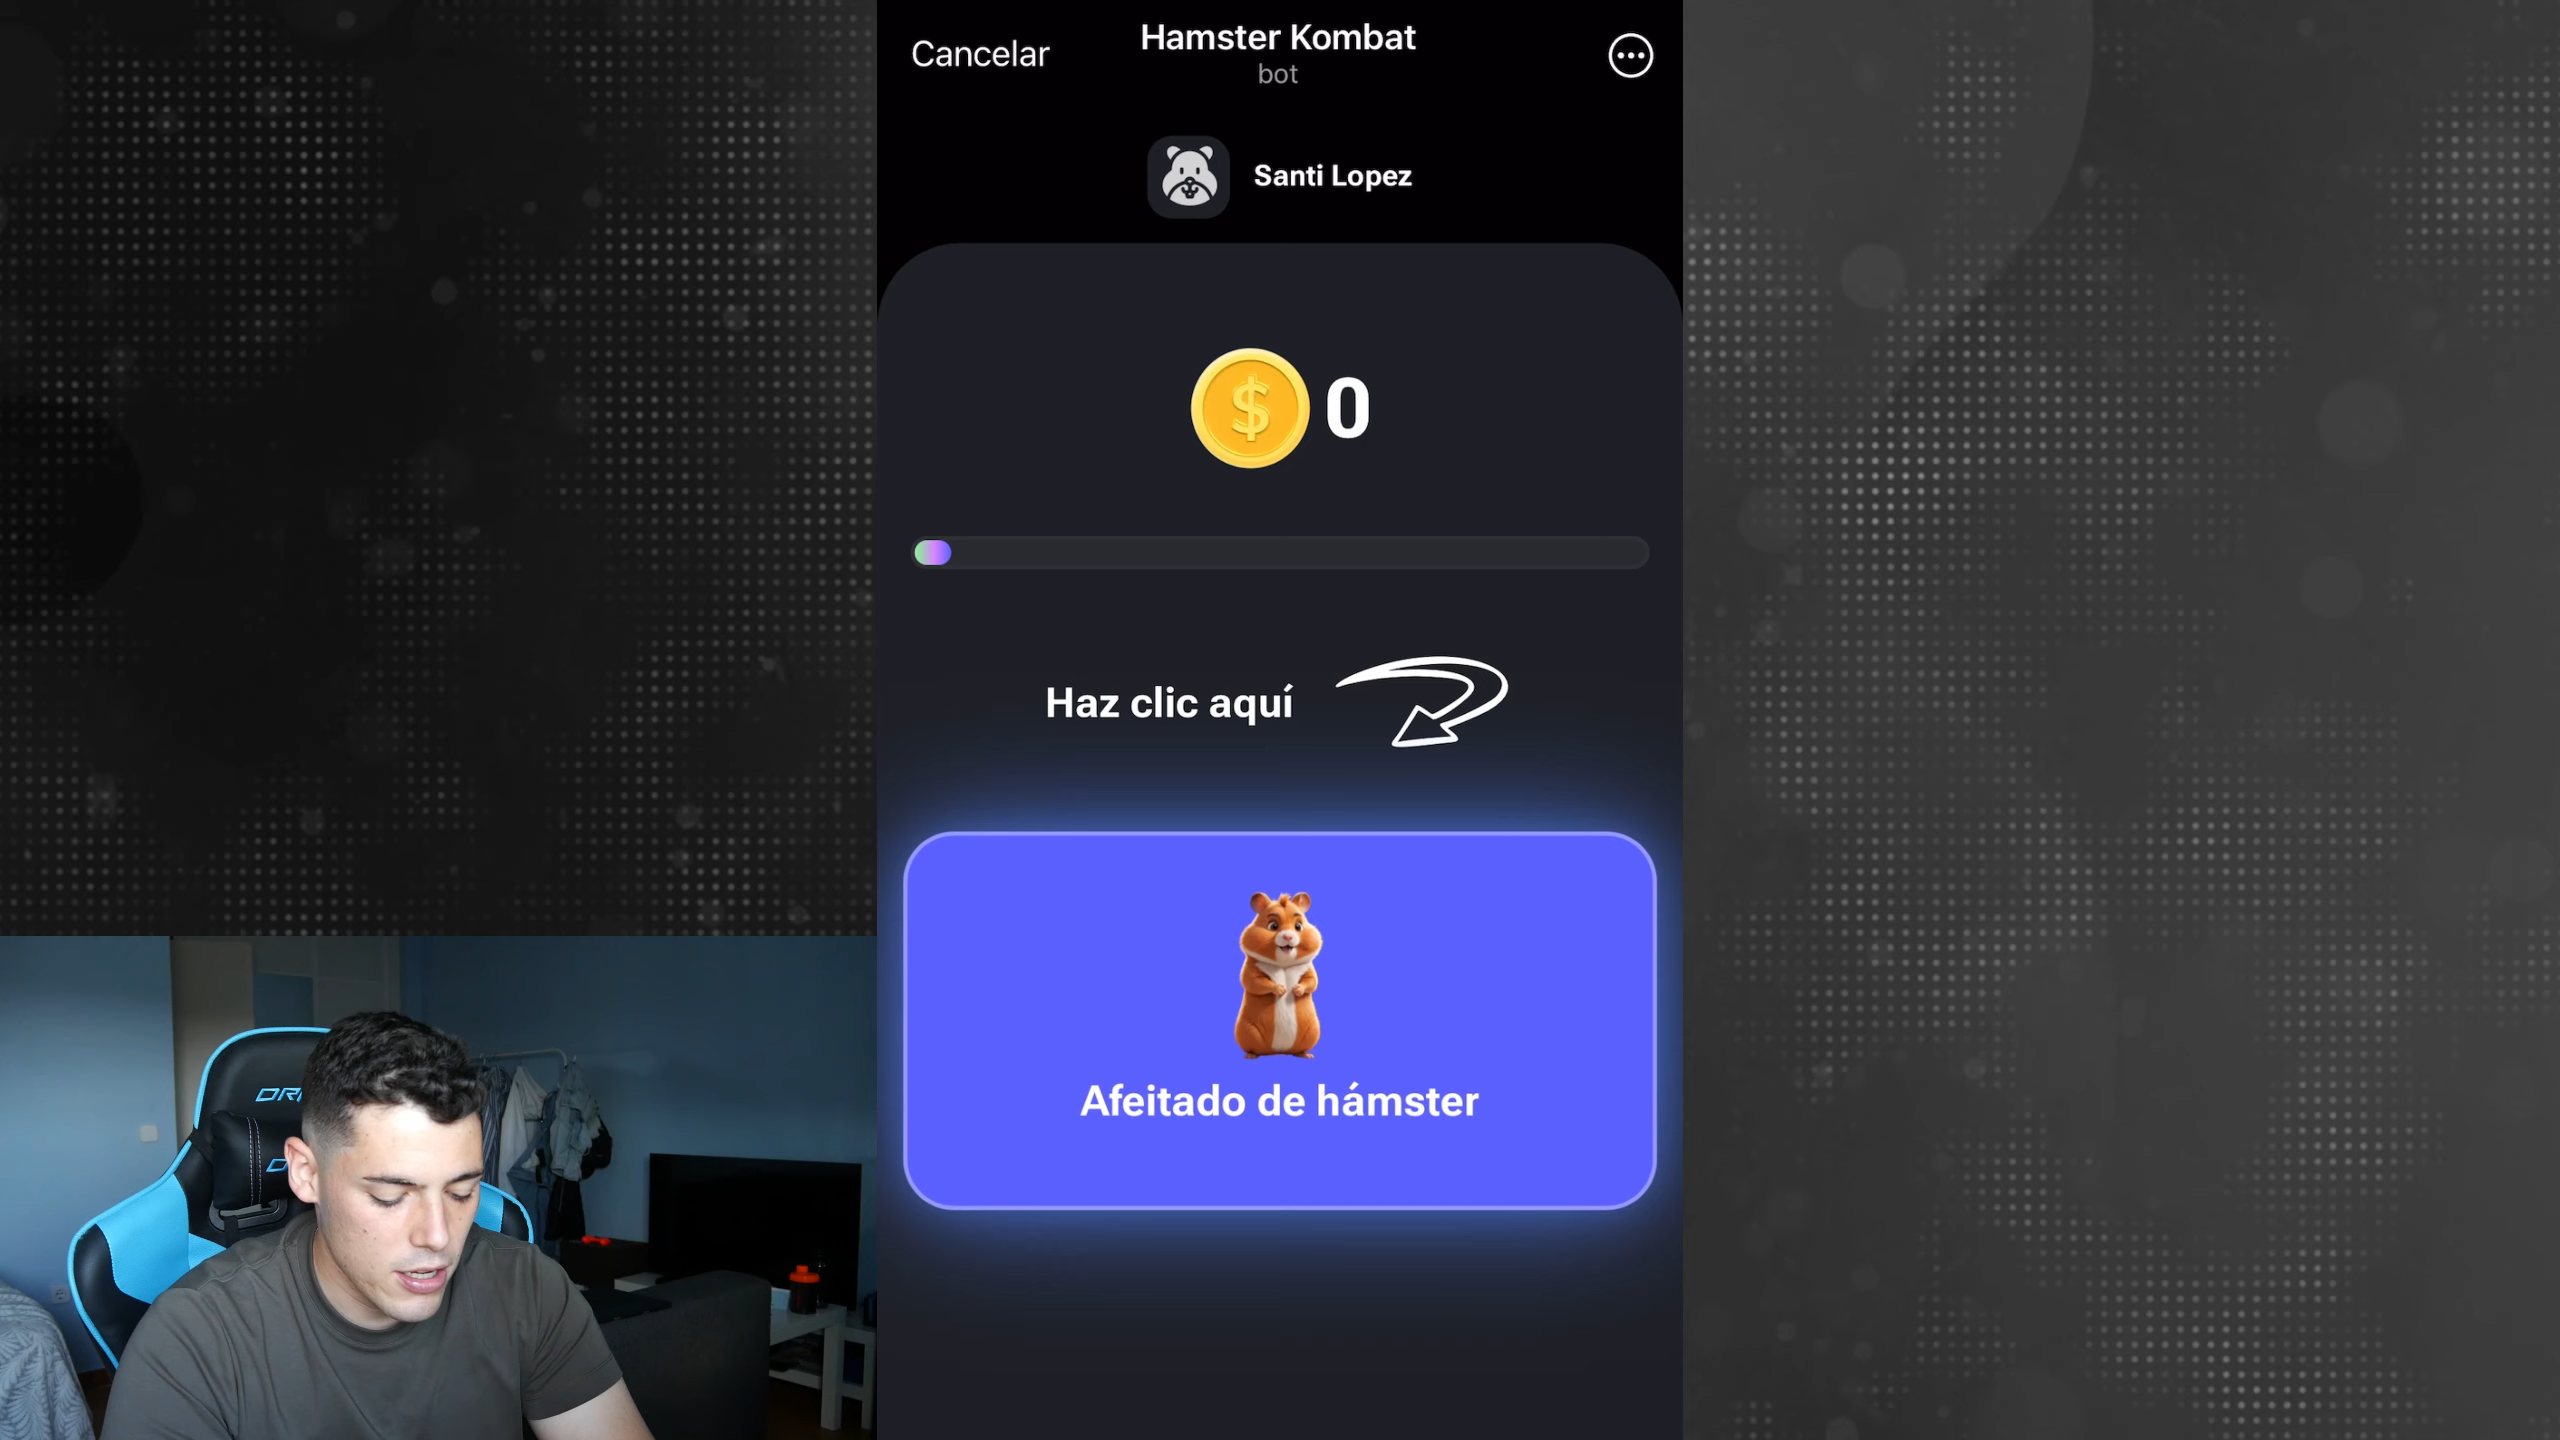 Cancelar
Hamster Kombat
bot
Santi Lopez
$ 0
Haz clic aquí
Afeitado de hámster